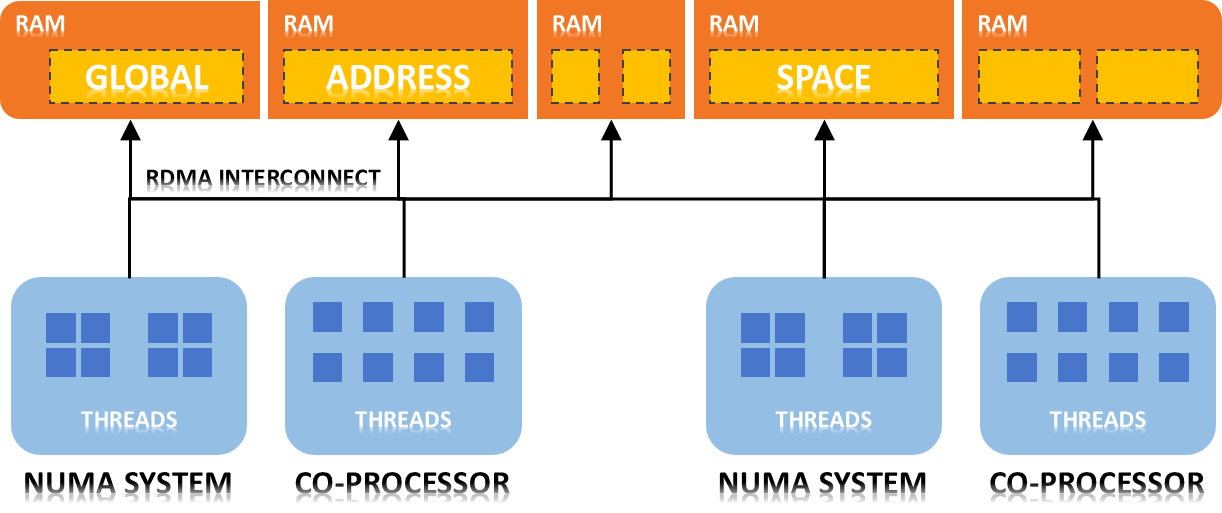 RAM RAM RAM RAM RAM
GLOBAL ADDRESS SPACE
RDMA INTERCONNECT
THREADS THREADS THREADS THREADS
NUMA SYSTEM CO-PROCESSOR NUMA SYSTEM CO-PROCESSOR